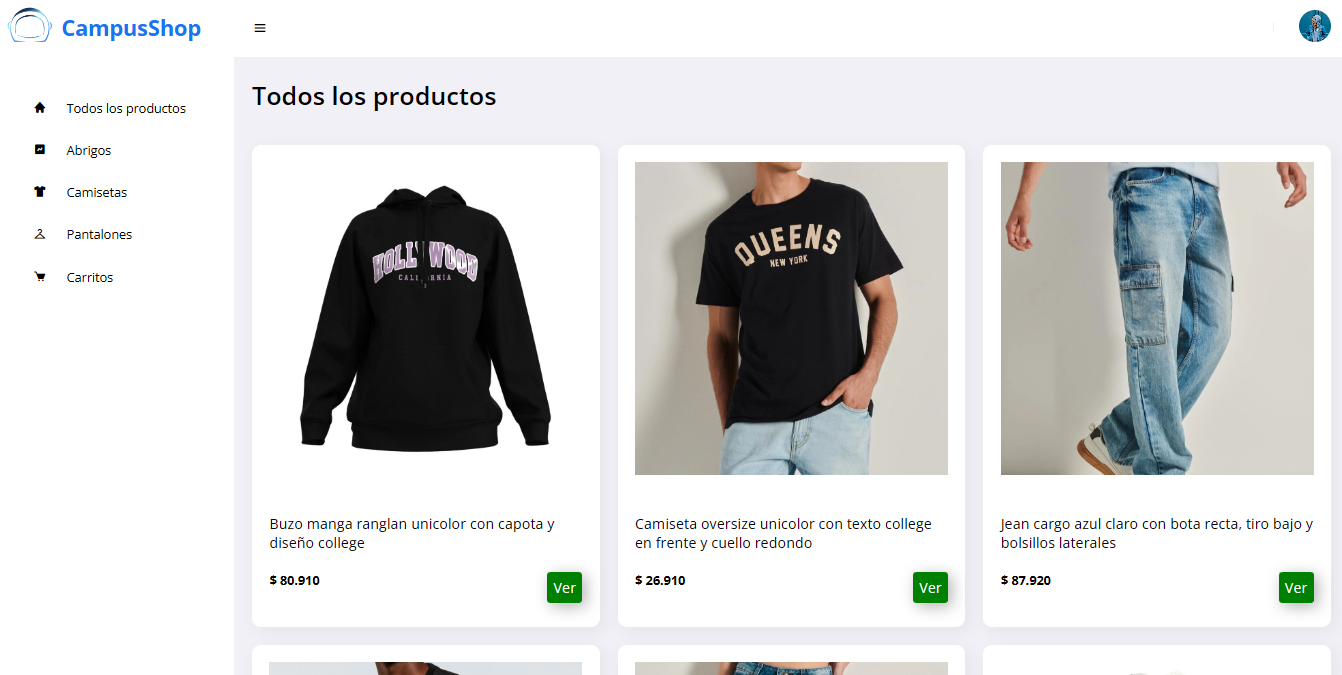 CampusShop
Todos los productos
Abrigos
Camisetas
Pantalones
Carritos
Todos los productos
HOLLYWOOD
CALIFORNIA
Buzo manga ranglan unicolor con capota y
diseño college
$ 80.910
Ver
QUEENS
NEW YORK
Camiseta oversize unicolor con texto college
en frente y cuello redondo
$ 26.910
Ver
Jean cargo azul claro con bota recta, tiro bajo y
bolsillos laterales
$ 87.920
Ver